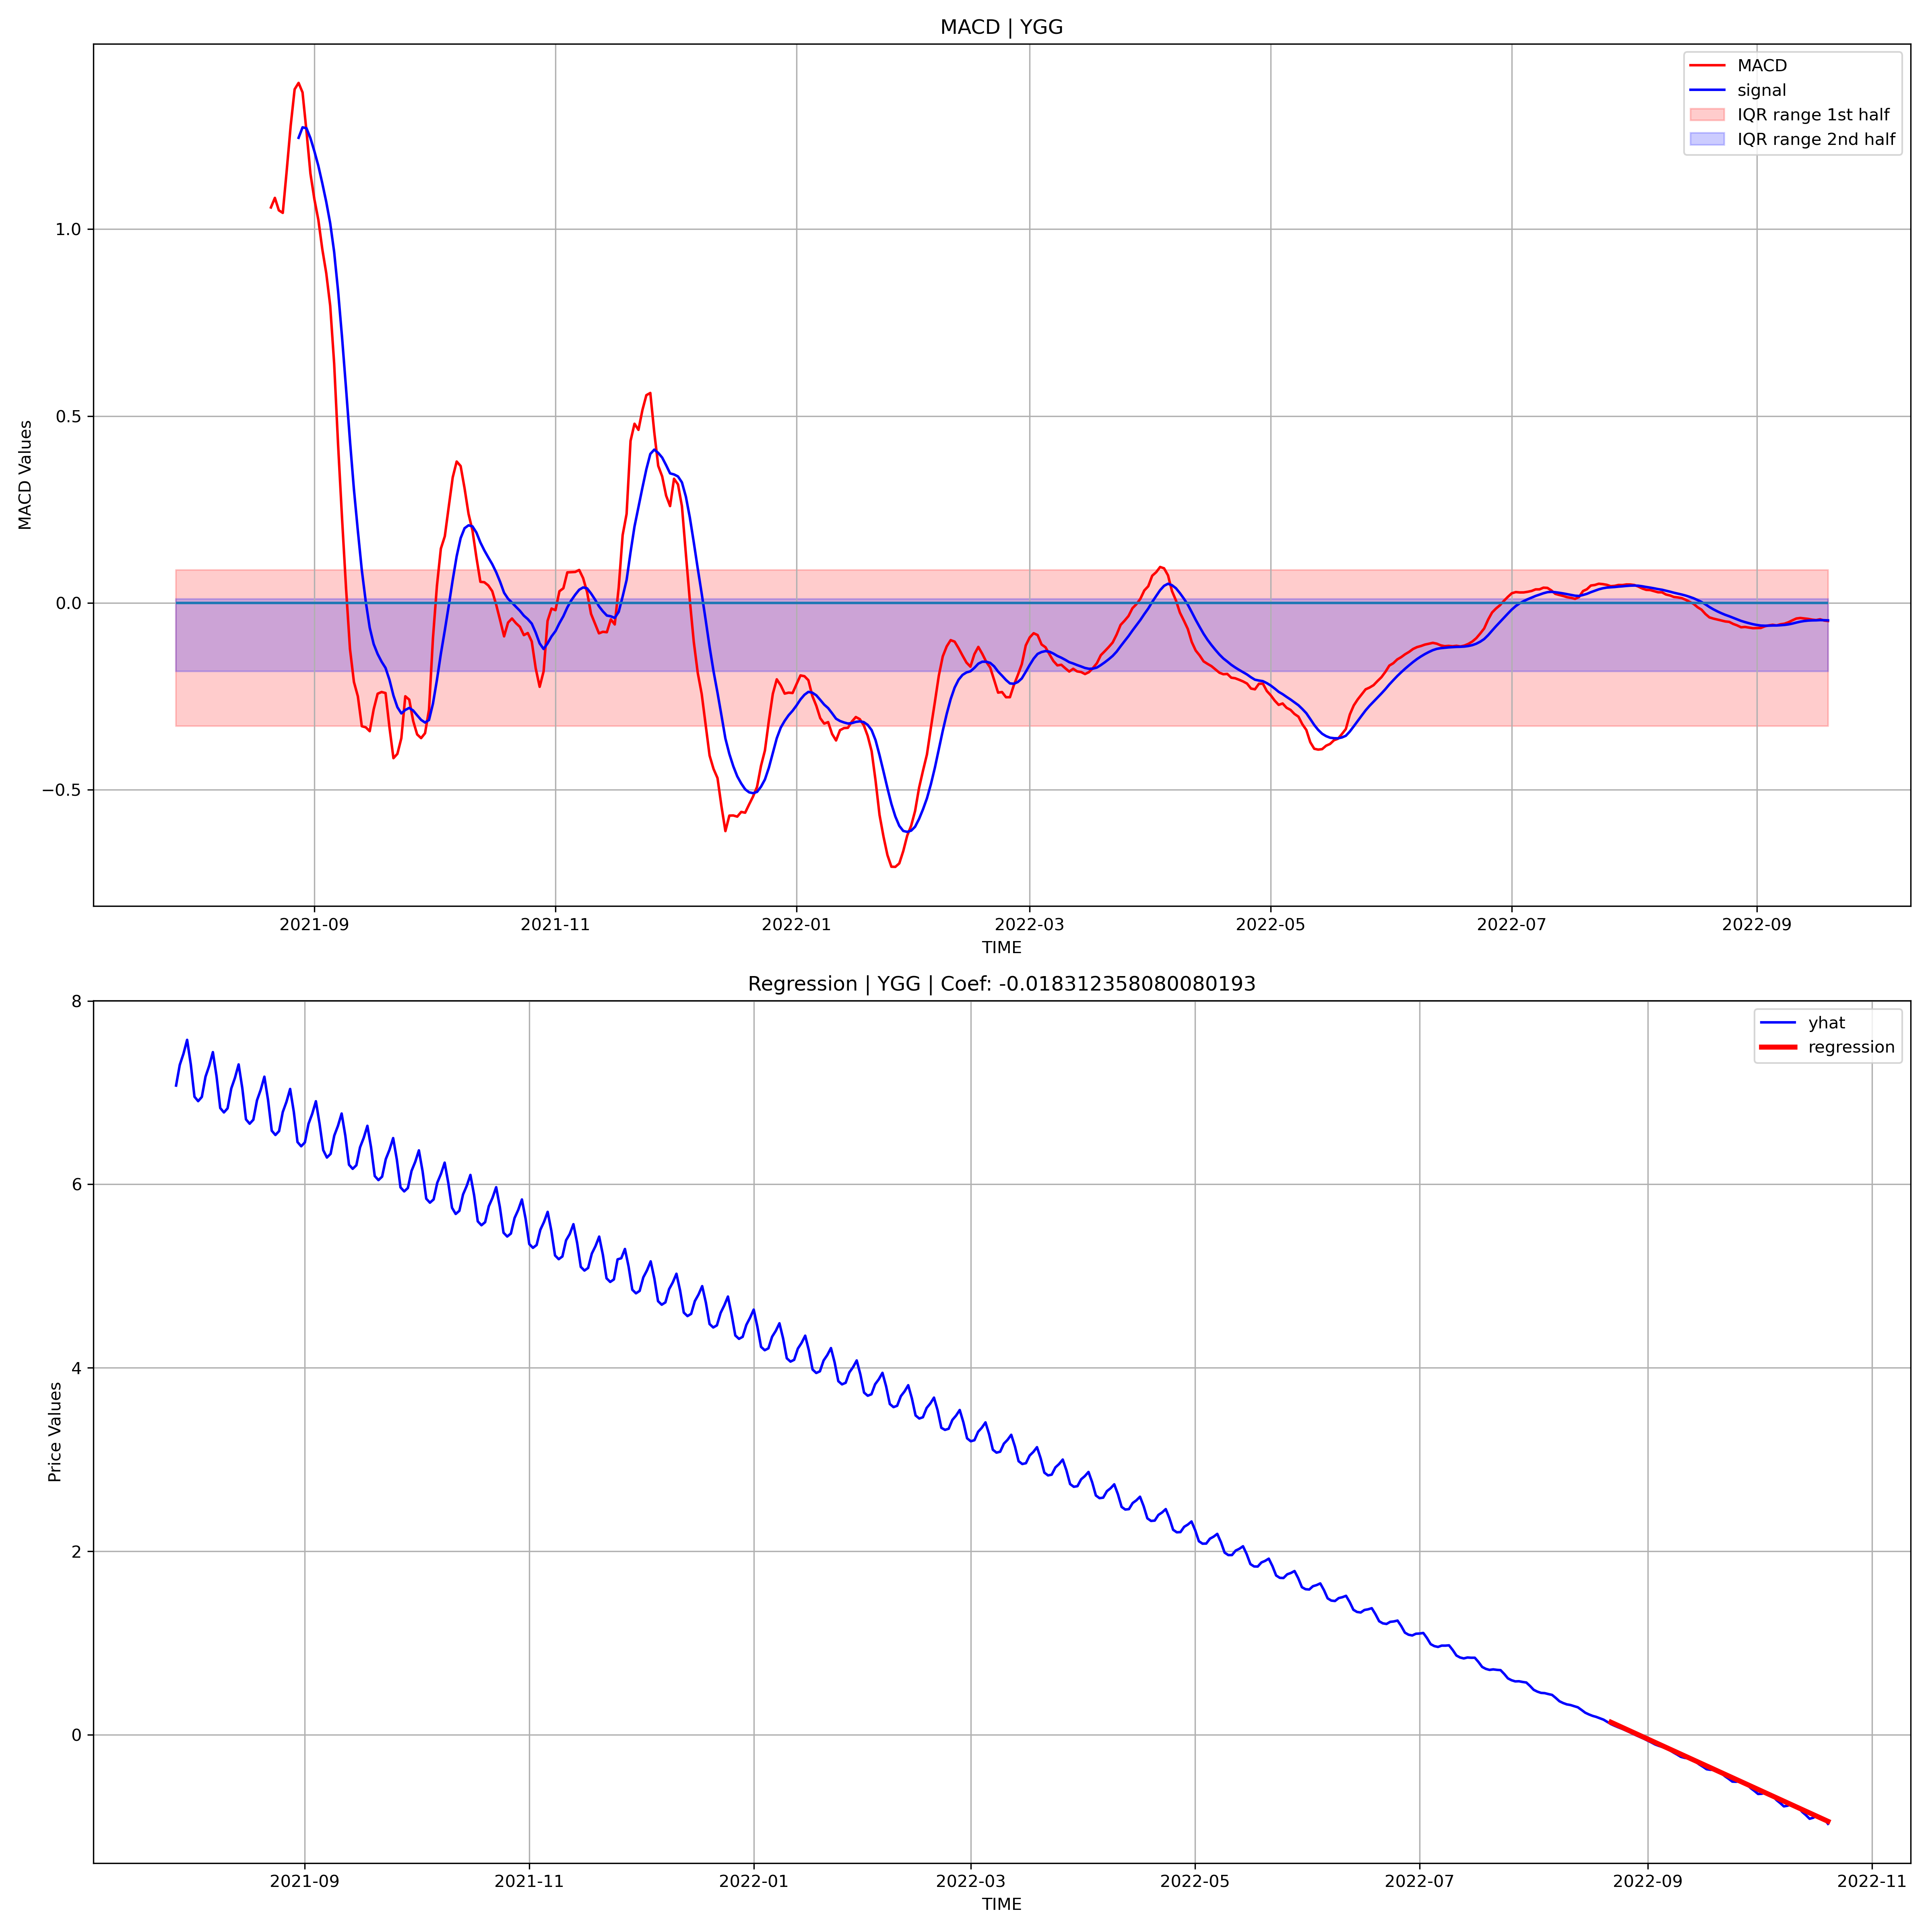 MACD | YGG
MACD
signal
IQR range 1st half
IQR range 2nd half
MACD Values
1.0
0.5
0.0
−0.5
2021-09 2021-11 2022-01 2022-03 2022-05 2022-07 2022-09
TIME
Regression | YGG | Coef: -0.018312358080080193
yhat
regression
Price Values
8
6
4
2
0
2021-09 2021-11 2022-01 2022-03 2022-05 2022-07 2022-09 2022-11
TIME